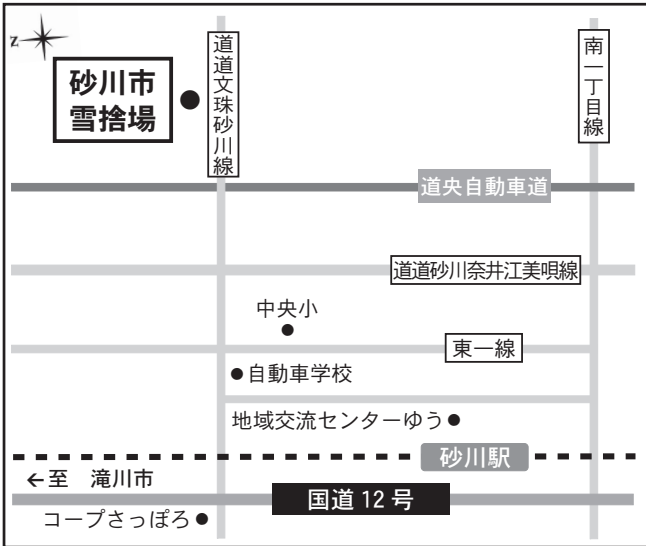 Z
砂川市
雪捨場
道道文珠砂川線
南一丁目線
道央自動車道
道道砂川奈井江美唄線
中央小
東一線
自動車学校
地域交流センターゆう
砂川駅
←至 滝川市
国道12号
コープさっぽろ